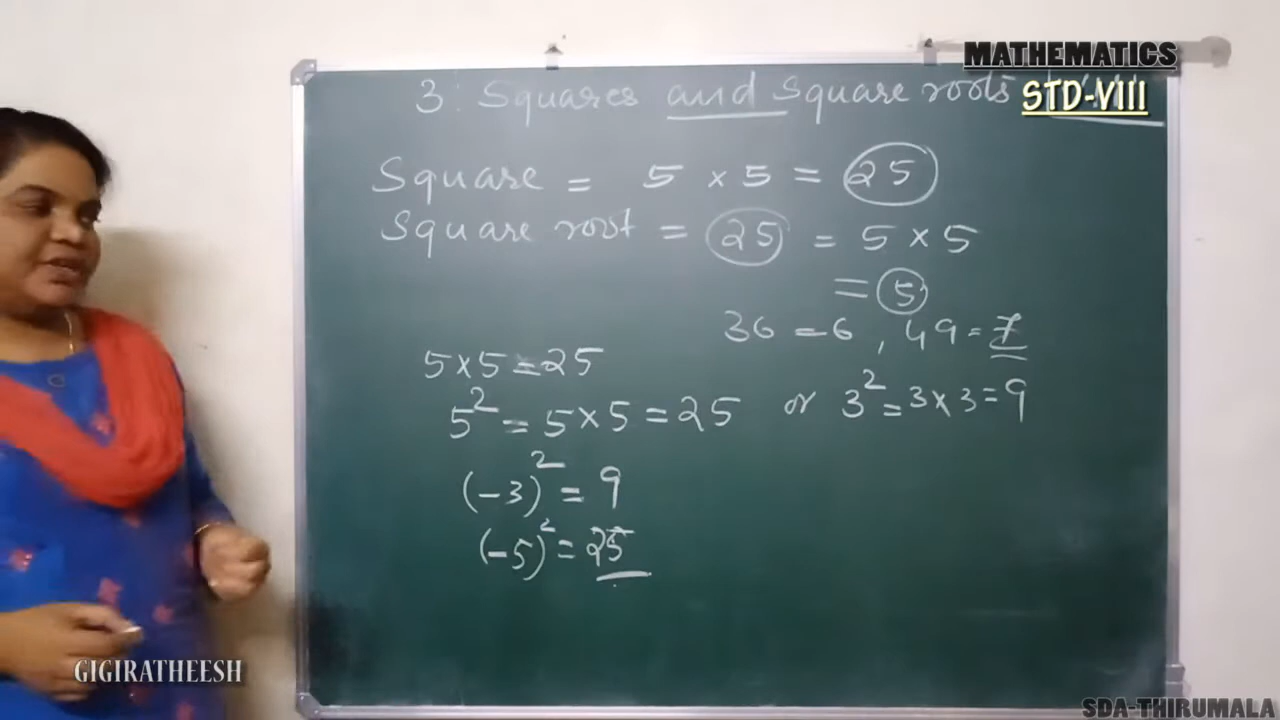 MATHEMATICS
STD-VIII
3: Squares and Square roots
Square = 5 × 5 = 25
Square root = 25 = 5 × 5
= 5
36 = 6, 49 = 7
5×5=25
5² = 5×5 = 25 or 3² = 3×3=9
(-3)² = 9
(-5)² = 25
GIGIRATHEESH
SDA-THIRUMALA